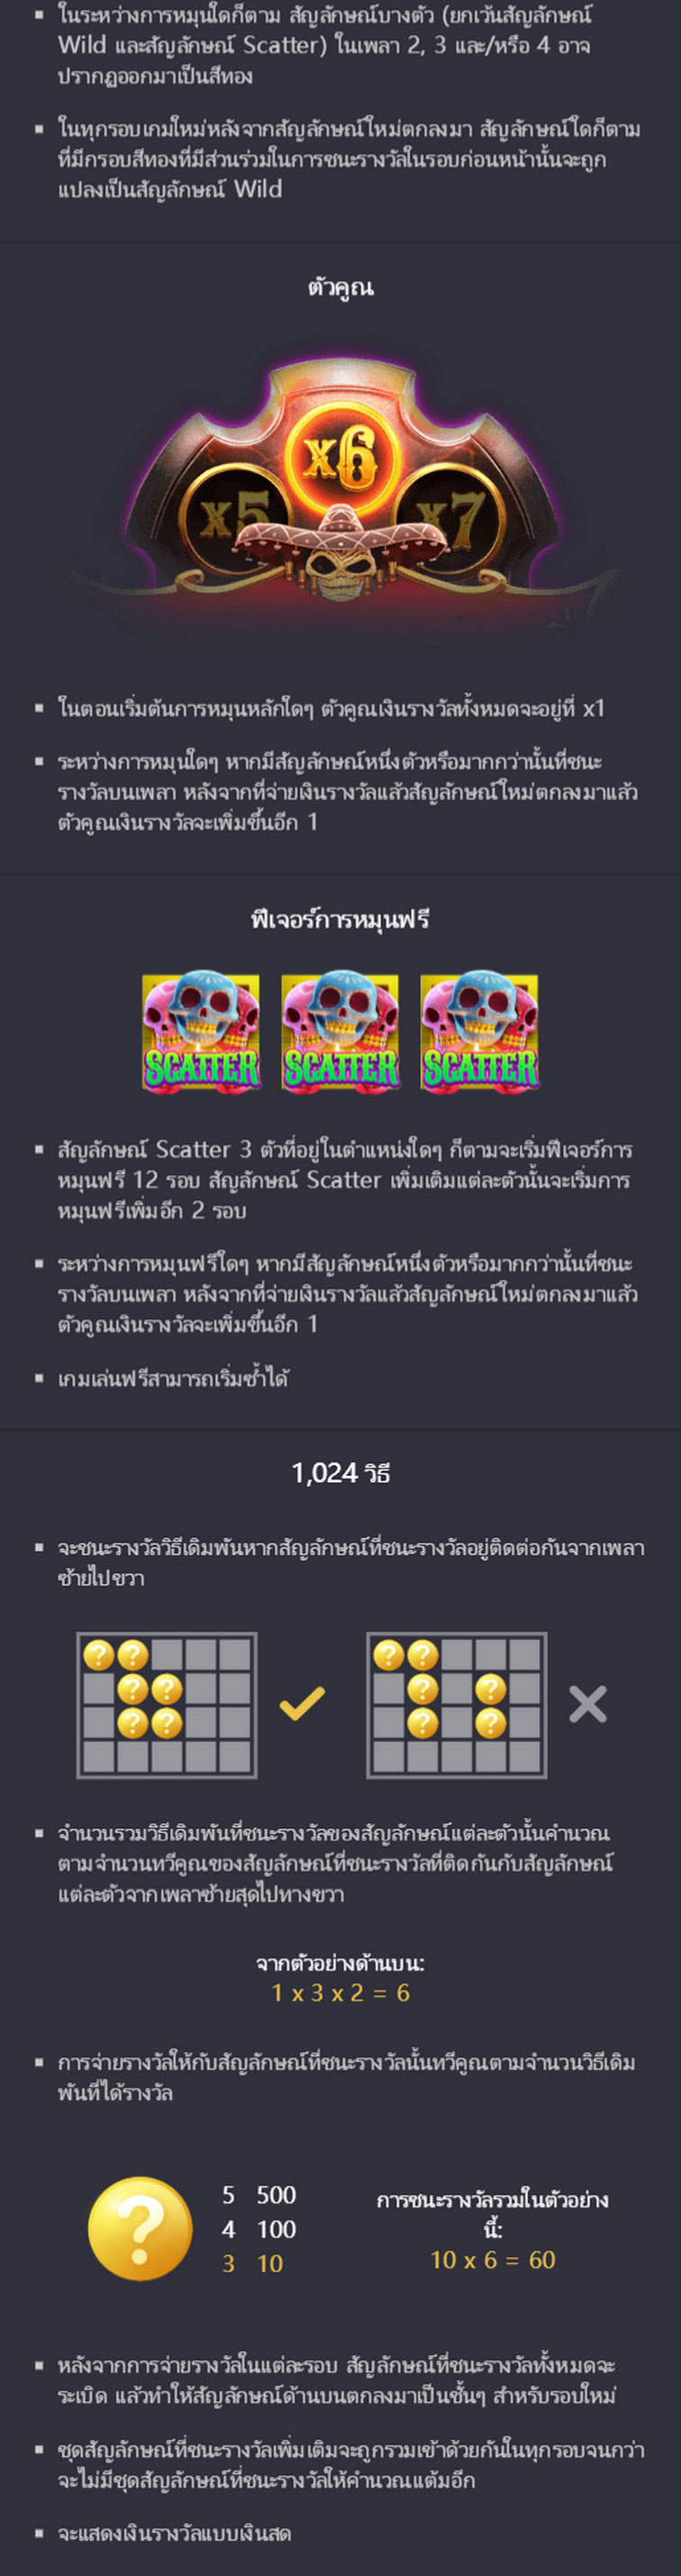 ▪ ในระหว่างการหมุนใดก็ตาม สัญลักษณ์บางตัว (ยกเว้นสัญลักษณ์
Wild และสัญลักษณ์ Scatter) ในเพลา 2, 3 และ/หรือ 4 อาจ
ปรากฏออกมาเป็นสีทอง
▪ ในทุกรอบเกมใหม่หลังจากสัญลักษณ์ใหม่ตกลงมา สัญลักษณ์ใดก็ตาม
ที่มีกรอบสีทองที่มีส่วนร่วมในการชนะรางวัลในรอบก่อนหน้านั้นจะถูก
แปลงเป็นสัญลักษณ์ Wild
ตัวคูณ
x5 x6 x7
▪ ในตอนเริ่มต้นการหมุนหลักใดๆ ตัวคูณเงินรางวัลทั้งหมดจะอยู่ที่ x1
▪ ระหว่างการหมุนใดๆ หากมีสัญลักษณ์หนึ่งตัวหรือมากกว่านั้นที่ชนะ
รางวัลบนเพลา หลังจากที่จ่ายเงินรางวัลแล้วสัญลักษณ์ใหม่ตกลงมาแล้ว
ตัวคูณเงินรางวัลจะเพิ่มขึ้นอีก 1
ฟีเจอร์การหมุนฟรี
SCATTER SCATTER SCATTER
▪ สัญลักษณ์ Scatter 3 ตัวที่อยู่ในตำแหน่งใดๆ ก็ตามจะเริ่มฟีเจอร์การ
หมุนฟรี 12 รอบ สัญลักษณ์ Scatter เพิ่มเติมแต่ละตัวนั้นจะเริ่มการ
หมุนฟรีเพิ่มอีก 2 รอบ
▪ ระหว่างการหมุนฟรีใดๆ หากมีสัญลักษณ์หนึ่งตัวหรือมากกว่านั้นที่ชนะ
รางวัลบนเพลา หลังจากที่จ่ายเงินรางวัลแล้วสัญลักษณ์ใหม่ตกลงมาแล้ว
ตัวคูณเงินรางวัลจะเพิ่มขึ้นอีก 1
▪ เกมเล่นฟรีสามารถเริ่มซ้ำได้
1,024 วิธี
▪ จะชนะรางวัลวิธีเดิมพันหากสัญลักษณ์ที่ชนะรางวัลอยู่ติดต่อกันจากเพลา
ซ้ายไปขวา
? ? ? ?
? ? ? ?
? ? ? ?
▪ จำนวนรวมวิธีเดิมพันที่ชนะรางวัลของสัญลักษณ์แต่ละตัวนั้นคำนวณ
ตามจำนวนทวีคูณของสัญลักษณ์ที่ชนะรางวัลที่ติดกันกับสัญลักษณ์
แต่ละตัวจากเพลาซ้ายสุดไปทางขวา
จากตัวอย่างด้านบน:
1 x 3 x 2 = 6
▪ การจ่ายรางวัลให้กับสัญลักษณ์ที่ชนะรางวัลนั้นทวีคูณตามจำนวนวิธีเดิม
พันที่ได้รางวัล
?
5 500
4 100
3 10
การชนะรางวัลรวมในตัวอย่าง
นี้:
10 x 6 = 60
▪ หลังจากการจ่ายรางวัลในแต่ละรอบ สัญลักษณ์ที่ชนะรางวัลทั้งหมดจะ
ระเบิด แล้วทำให้สัญลักษณ์ด้านบนตกลงมาเป็นชั้นๆ สำหรับรอบใหม่
▪ ชุดสัญลักษณ์ที่ชนะรางวัลเพิ่มเติมจะถูกรวมเข้าด้วยกันในทุกรอบจนกว่า
จะไม่มีชุดสัญลักษณ์ที่ชนะรางวัลให้คำนวณแต้มอีก
▪ จะแสดงเงินรางวัลแบบเงินสด